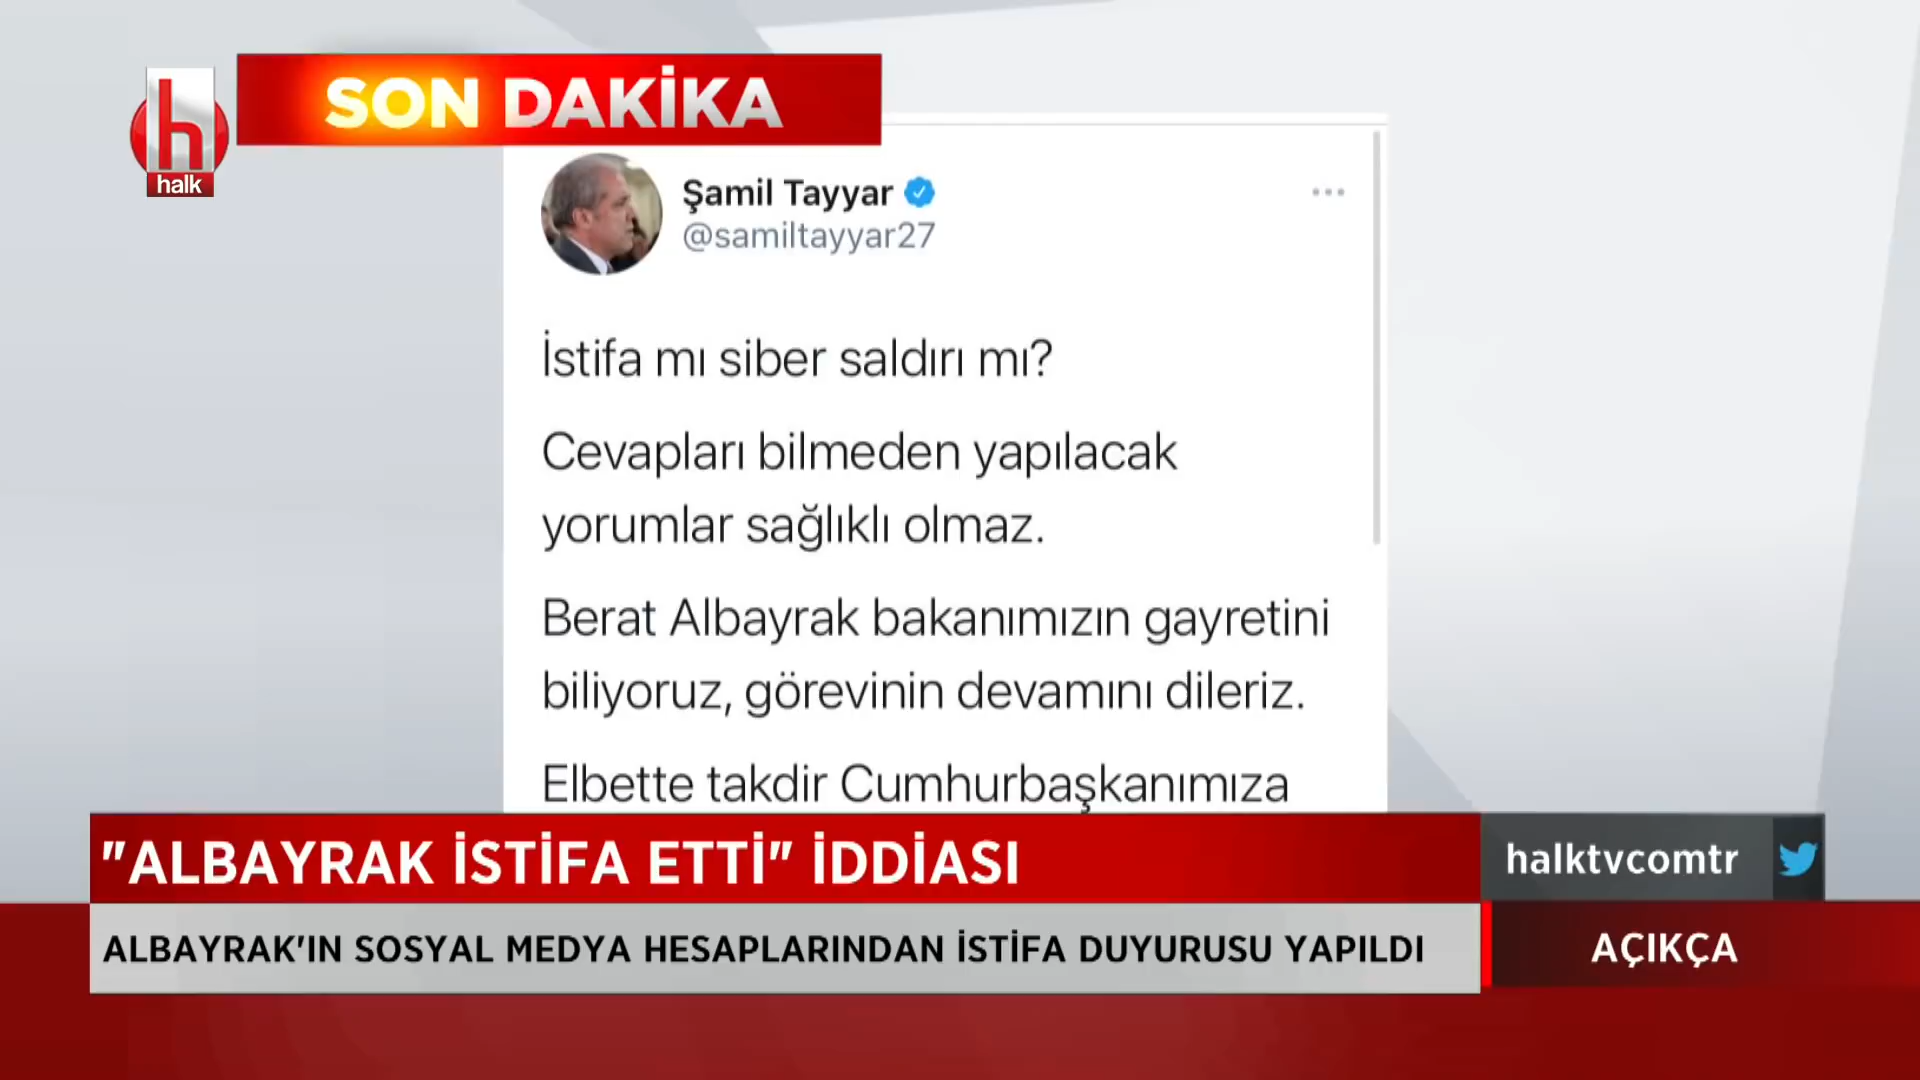 SON DAKİKA
h
halk
Şamil Tayyar
@samiltayyar27
İstifa mı siber saldırı mı?
Cevapları bilmeden yapılacak
yorumlar sağlıklı olmaz.
Berat Albayrak bakanımızın gayretini
biliyoruz, görevinin devamını dileriz.
Elbette takdir Cumhurbaşkanımıza
"ALBAYRAK İSTİFA ETTİ" İDDİASI
halktvcomtr
ALBAYRAK'IN SOSYAL MEDYA HESAPLARINDAN İSTİFA DUYURUSU YAPILDI
AÇIKÇA